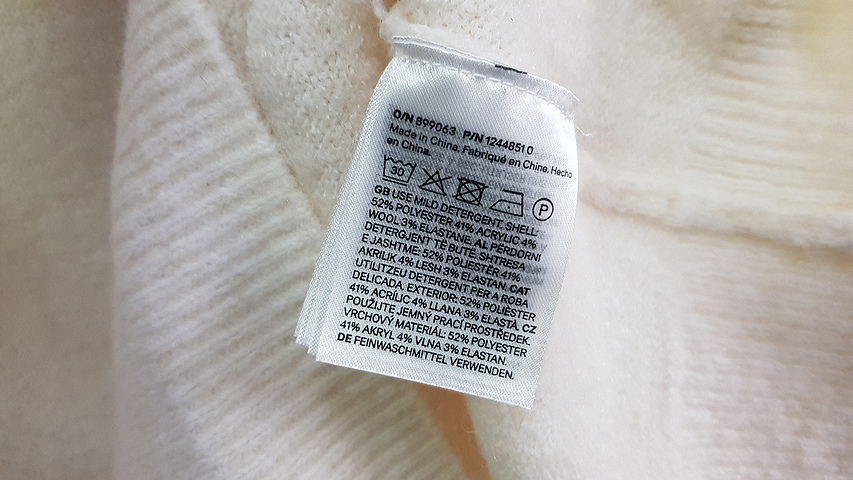 O/N 899063 P/N 12448510
Made in China. Fabriqué en Chine. Hecho
en China.
30
P
GB USE MILD DETERGENT. SHELL:
52% POLYESTER 41% ACRYLIC 4%
WOOL 3% ELASTANE. AL PËRDORNI
DETERGJENT TË BUTË. SHTRESA
E JASHTME: 52% POLIESTËR 41%
AKRILIK 4% LESH 3% ELASTAN. CAT
UTILITZEU DETERGENT PER A ROBA
DELICADA. EXTERIOR: 52% POLIÈSTER
41% ACRÍLIC 4% LLANA 3% ELASTÀ. CZ
POUŽIJTE JEMNÝ PRACÍ PROSTŘEDEK.
VRCHOVÝ MATERIÁL: 52% POLYESTER
41% AKRYL 4% VLNA 3% ELASTAN.
DE FEINWASCHMITTEL VERWENDEN.